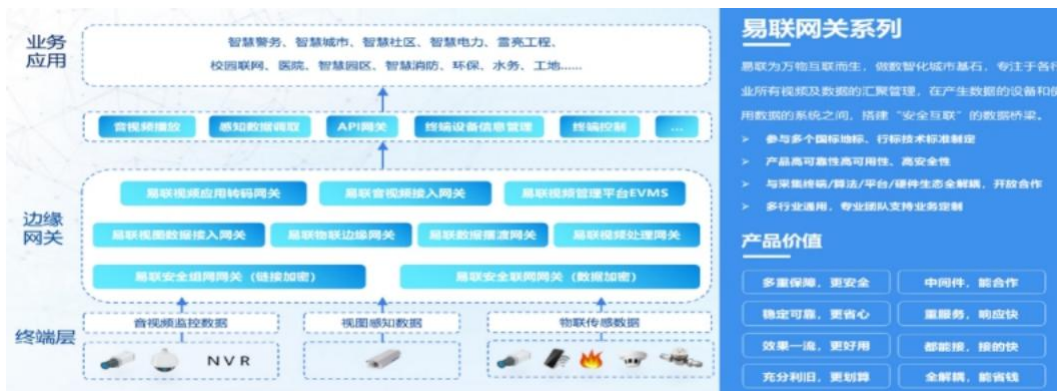 业务
应用
智慧警务、智慧城市、智慧社区、智慧电力、雪亮工程、
校园联网、医院、智慧园区、智慧消防、环保、水务、工地......
音视频播放
感知数据调取
API网关
终端设备信息管理
终端控制
...
边缘
网关
易联视频应用转码网关
易联音视频接入网关
易联视频管理平台EVMS
易联视图数据接入网关
易联物联边缘网关
易联数据摆渡网关
易联视频处理网关
易联安全组网网关（链接加密）
易联安全联网网关（数据加密）
终端层
音视频监控数据
视图感知数据
物联传感数据
NVR
易联网关系列
易联为万物互联而生，做数智化城市基石，专注于各行
业所有视频及数据的汇聚管理，在产生数据的设备和使
用数据的系统之间，搭建“安全互联”的数据桥梁。
➢ 参与多个国标地标、行标技术标准制定
➢ 产品高可靠性高可用性、高安全性
➢ 与采集终端/算法/平台/硬件生态全解耦，开放合作
➢ 多行业通用，专业团队支持业务定制
产品价值
多重保障，更安全
中间件，能合作
稳定可靠，更省心
重服务，响应快
效果一流，更好用
都能接，接的快
充分利旧，更划算
全解耦，能省钱